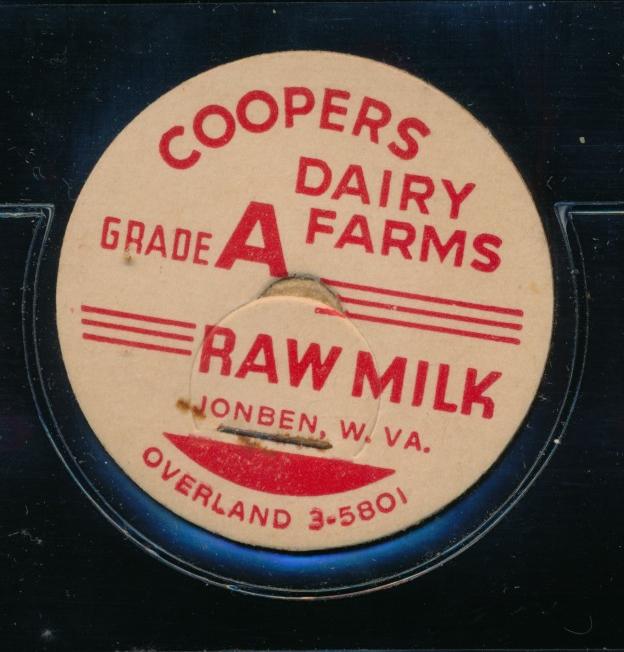 COOPERS
DAIRY
FARMS
GRADE A
RAW MILK
JONBEN, W. VA.
OVERLAND 3-5801